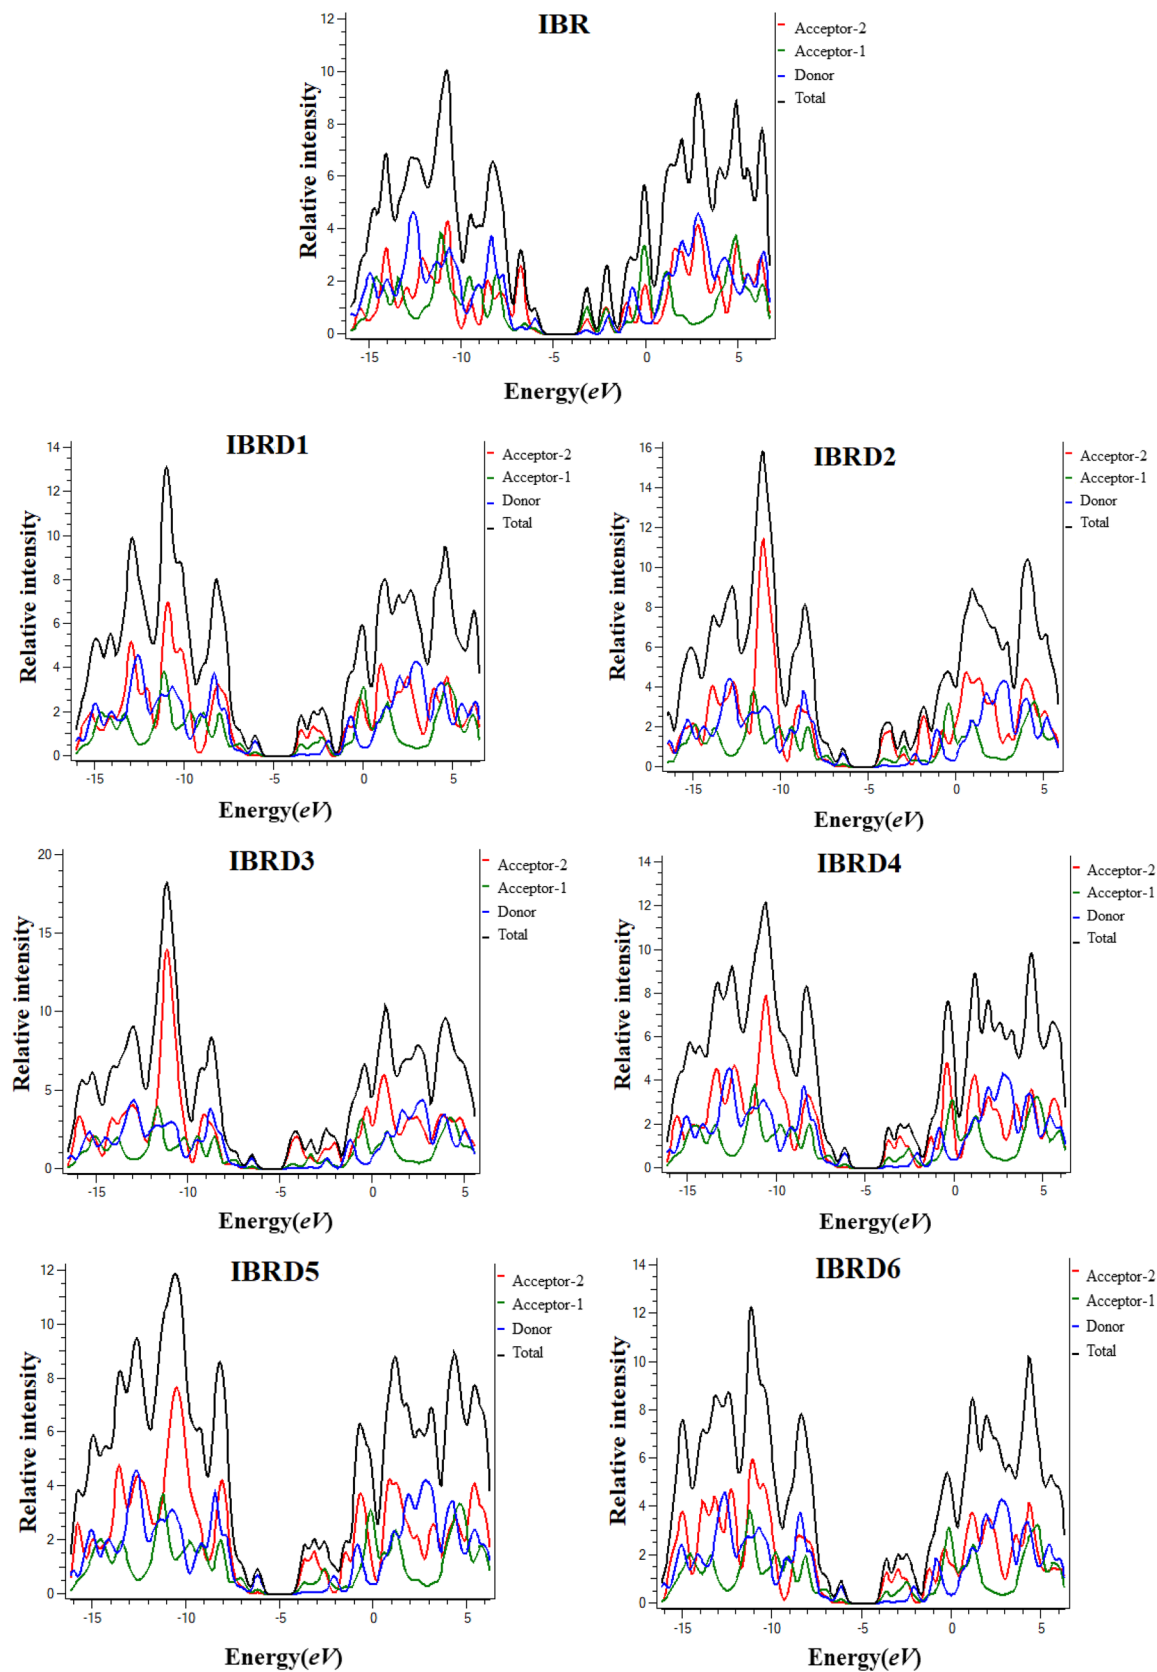 IBR
Relative intensity
12
10
8
6
4
2
0
-15 -10 -5 0 5
Energy(eV)
Acceptor-2
Acceptor-1
Donor
Total
IBRD1
Relative intensity
14
12
10
8
6
4
2
0
-15 -10 -5 0 5
Energy(eV)
Acceptor-2
Acceptor-1
Donor
Total
IBRD2
Relative intensity
16
14
12
10
8
6
4
2
0
-15 -10 -5 0 5
Energy(eV)
Acceptor-2
Acceptor-1
Donor
Total
IBRD3
Relative intensity
20
15
10
5
0
-15 -10 -5 0 5
Energy(eV)
Acceptor-2
Acceptor-1
Donor
Total
IBRD4
Relative intensity
14
12
10
8
6
4
2
0
-15 -10 -5 0 5
Energy(eV)
Acceptor-2
Acceptor-1
Donor
Total
IBRD5
Relative intensity
12
10
8
6
4
2
0
-15 -10 -5 0 5
Energy(eV)
Acceptor-2
Acceptor-1
Donor
Total
IBRD6
Relative intensity
14
12
10
8
6
4
2
0
-15 -10 -5 0 5
Energy(eV)
Acceptor-2
Acceptor-1
Donor
Total